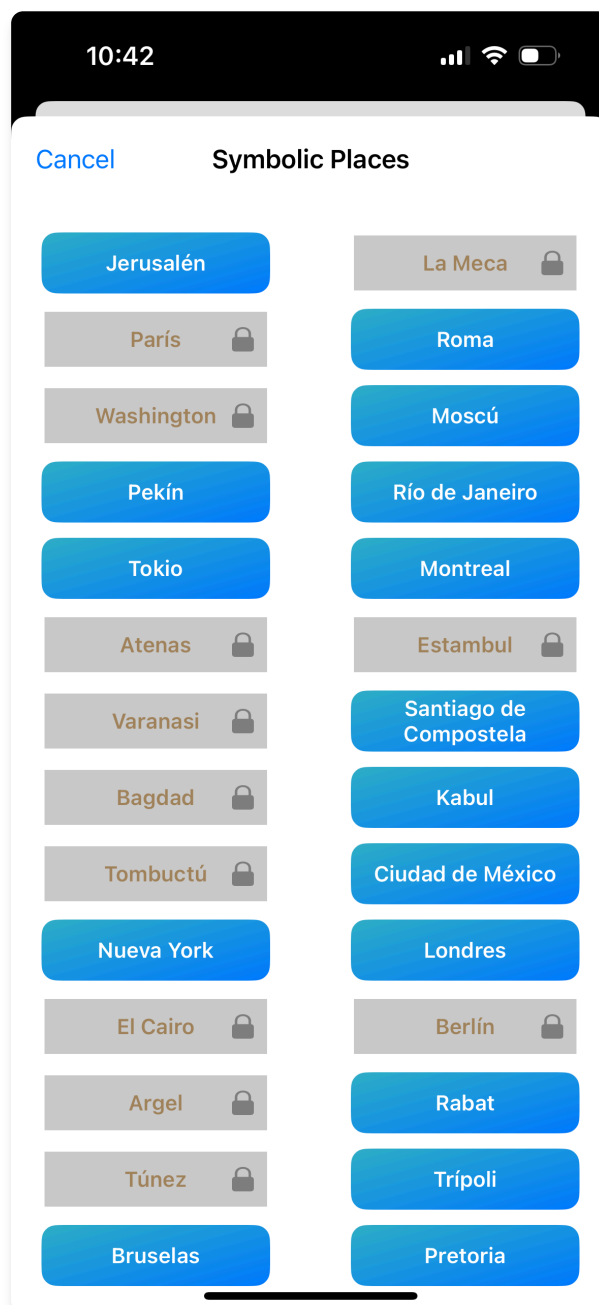 10:42
Cancel Symbolic Places
Jerusalén La Meca
París Roma
Washington Moscú
Pekín Río de Janeiro
Tokio Montreal
Atenas Estambul
Varanasi Santiago de
Compostela
Bagdad Kabul
Tombuctú Ciudad de México
Nueva York Londres
El Cairo Berlín
Argel Rabat
Túnez Trípoli
Bruselas Pretoria